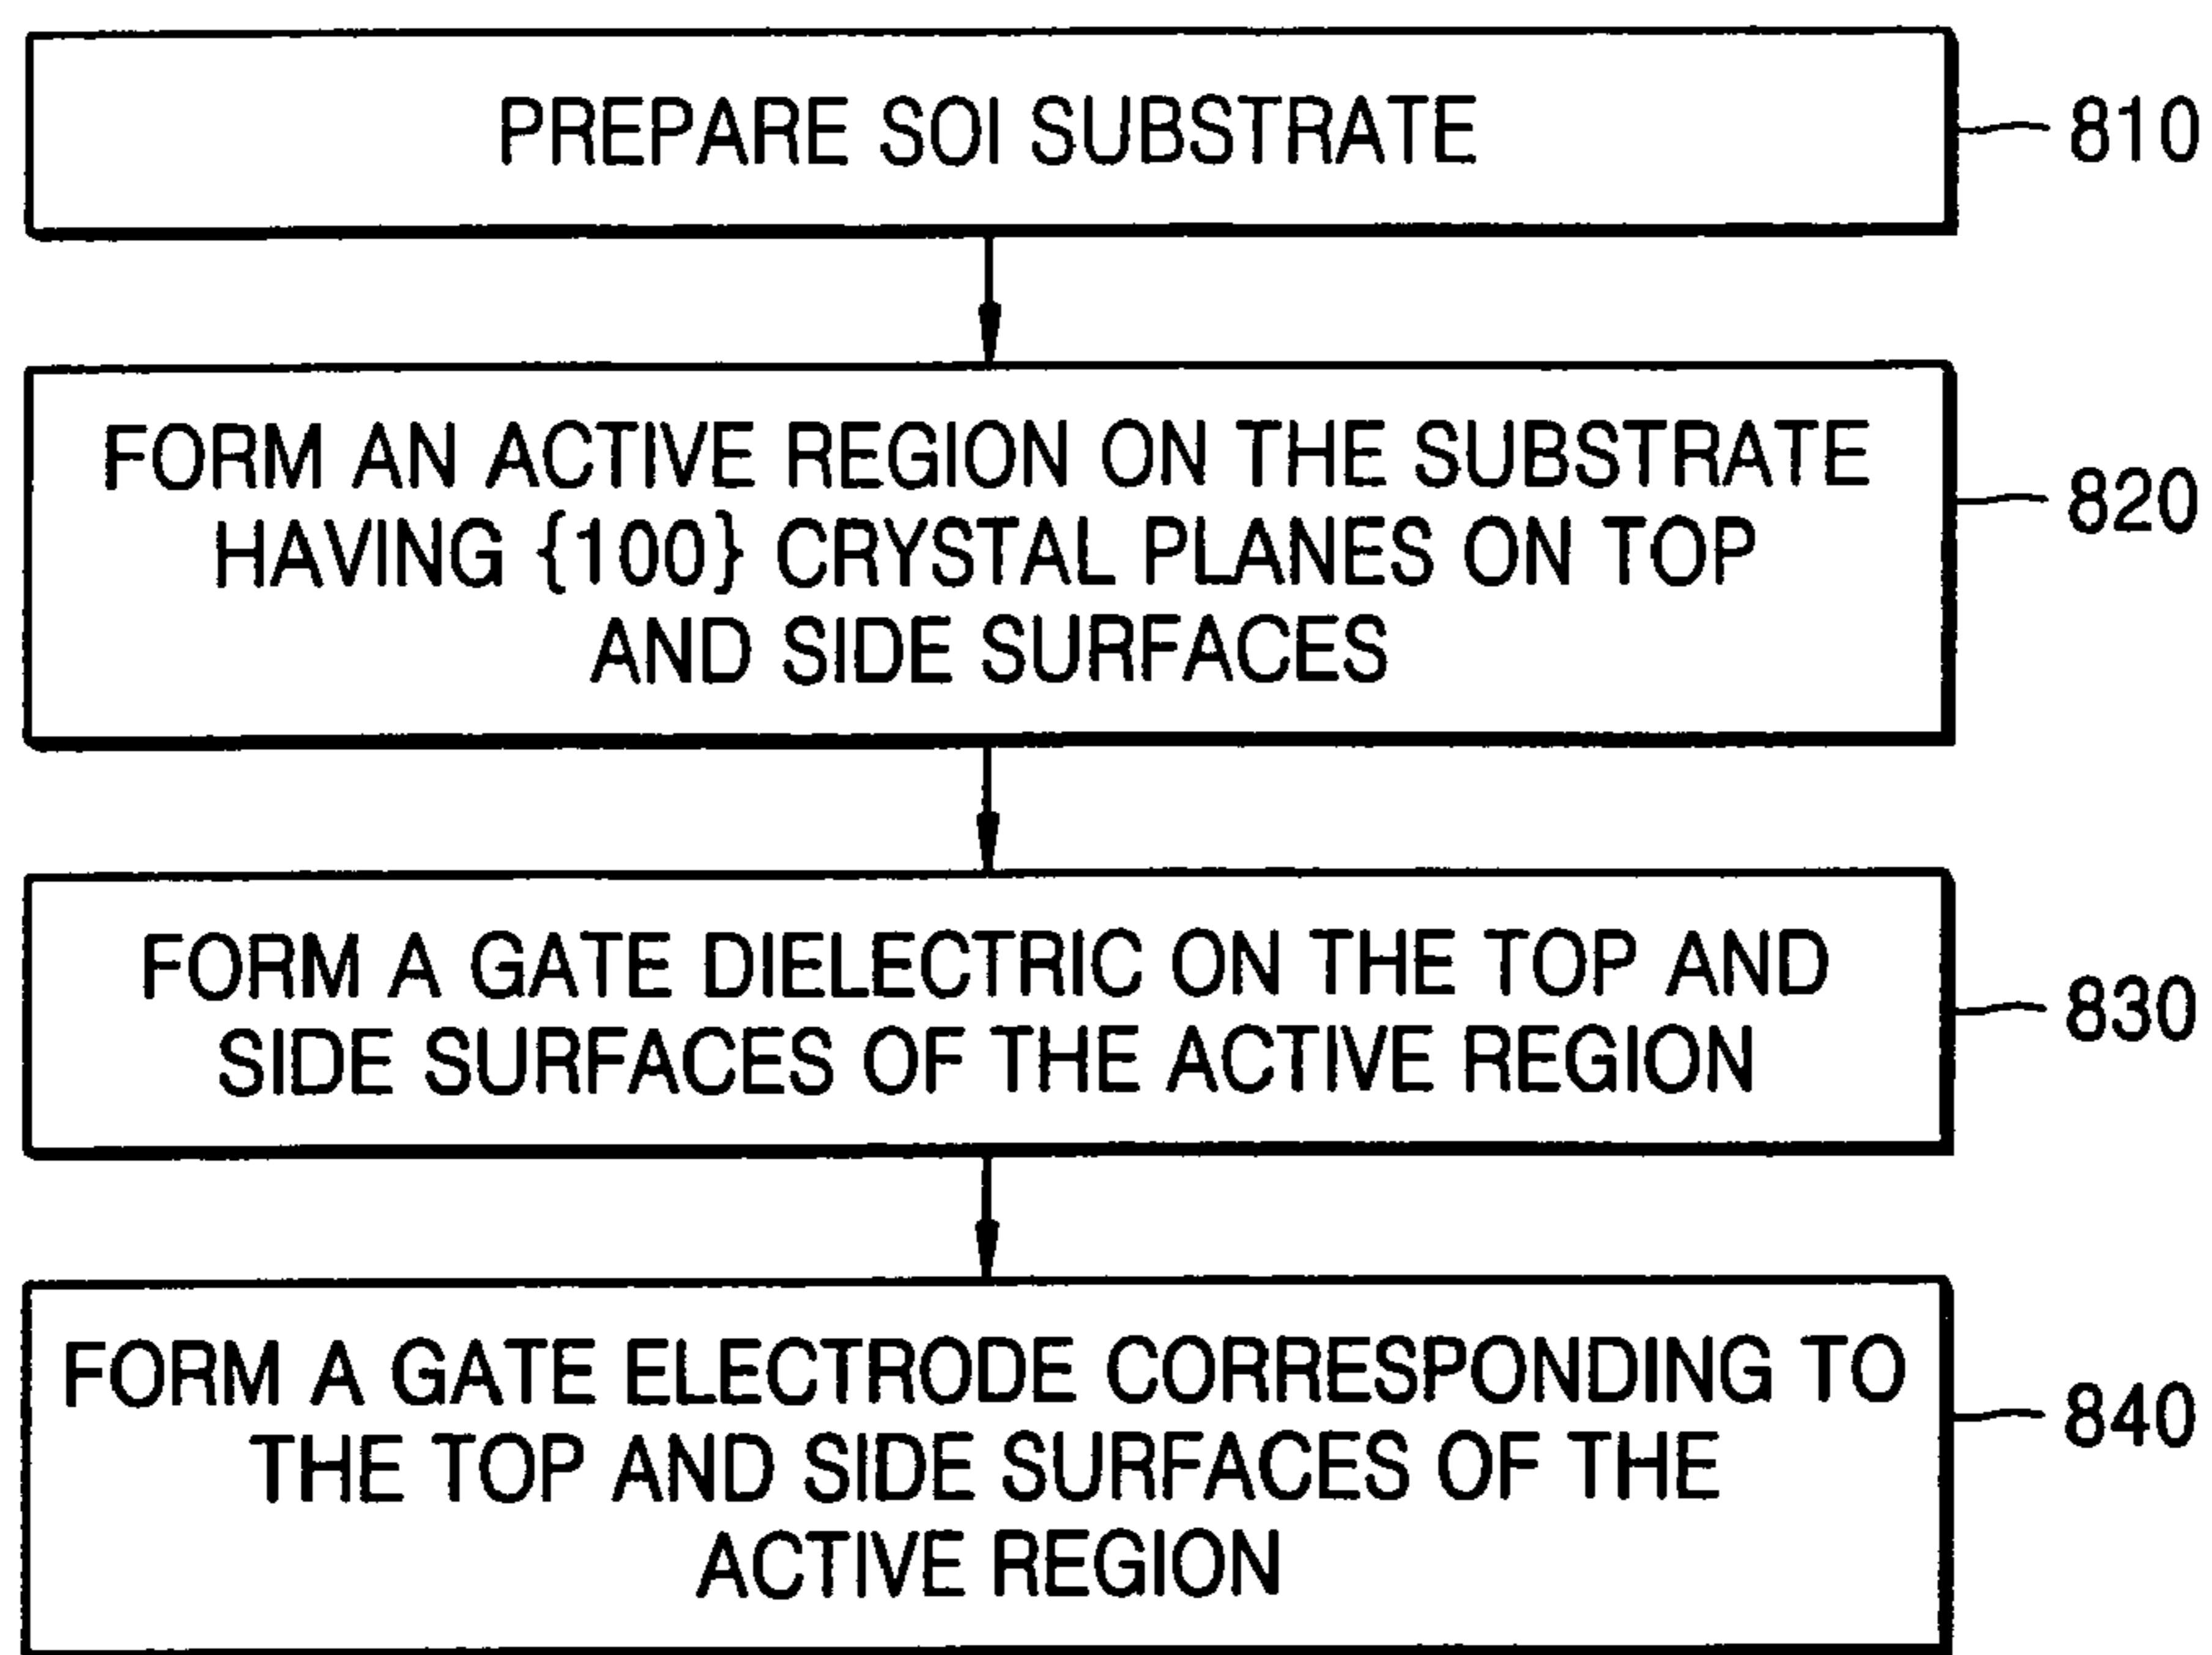 PREPARE SOI SUBSTRATE
810
FORM AN ACTIVE REGION ON THE SUBSTRATE
HAVING {100} CRYSTAL PLANES ON TOP
AND SIDE SURFACES
820
FORM A GATE DIELECTRIC ON THE TOP AND
SIDE SURFACES OF THE ACTIVE REGION
830
FORM A GATE ELECTRODE CORRESPONDING TO
THE TOP AND SIDE SURFACES OF THE
ACTIVE REGION
840